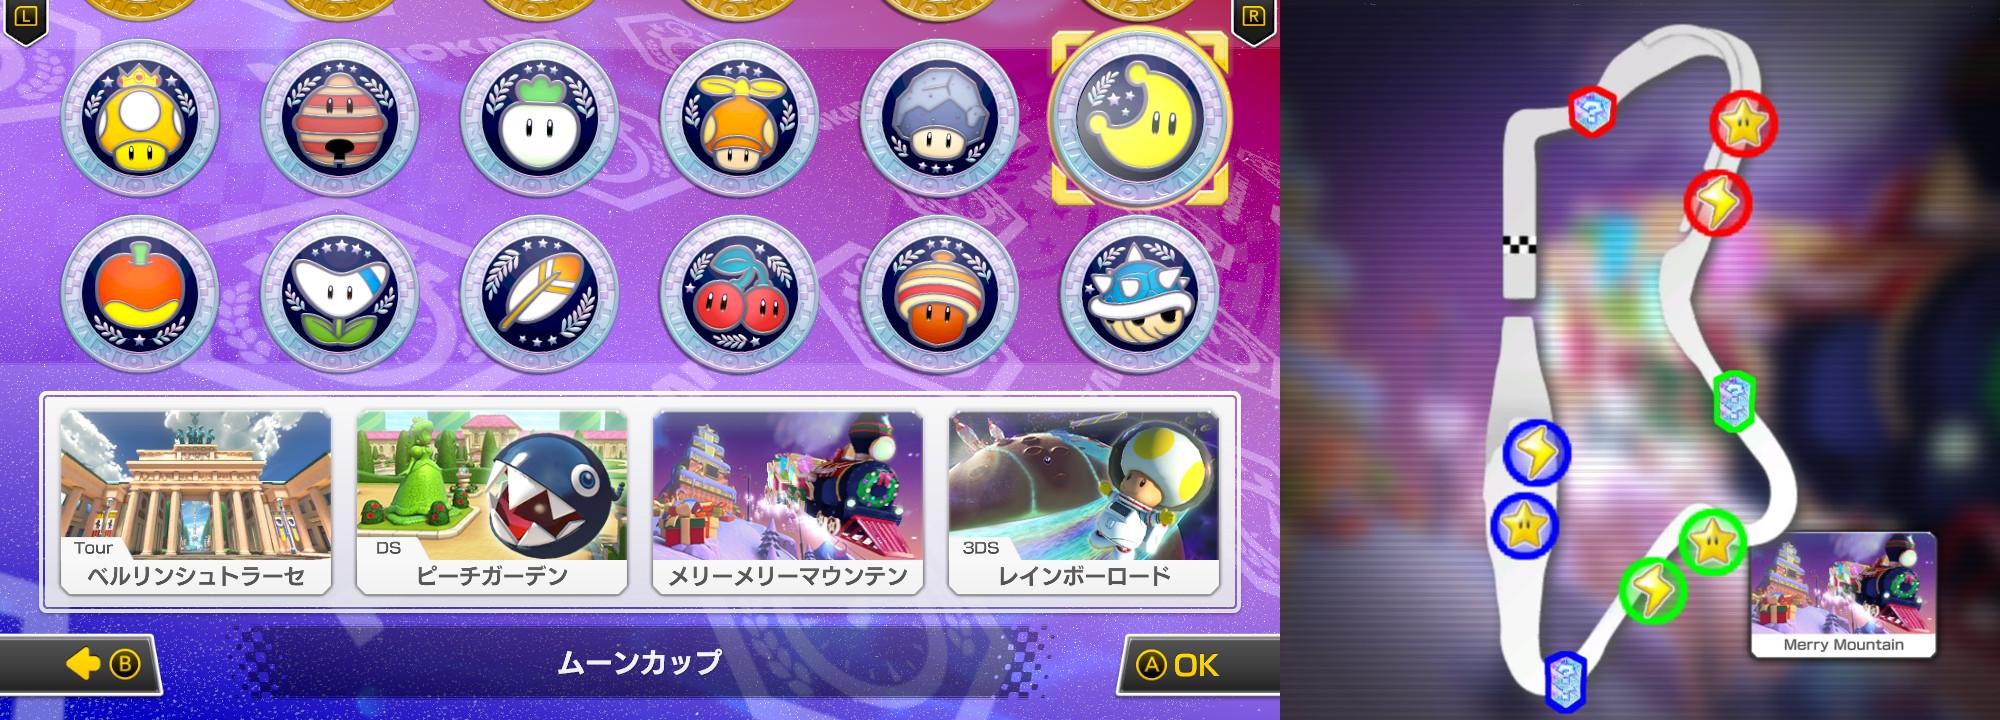 L
R
Tour
ベルリンシュトラーセ
DS
ピーチガーデン
メリーメリーマウンテン
3DS
レインボーロード
B
ムーンカップ
A OK
Merry Mountain